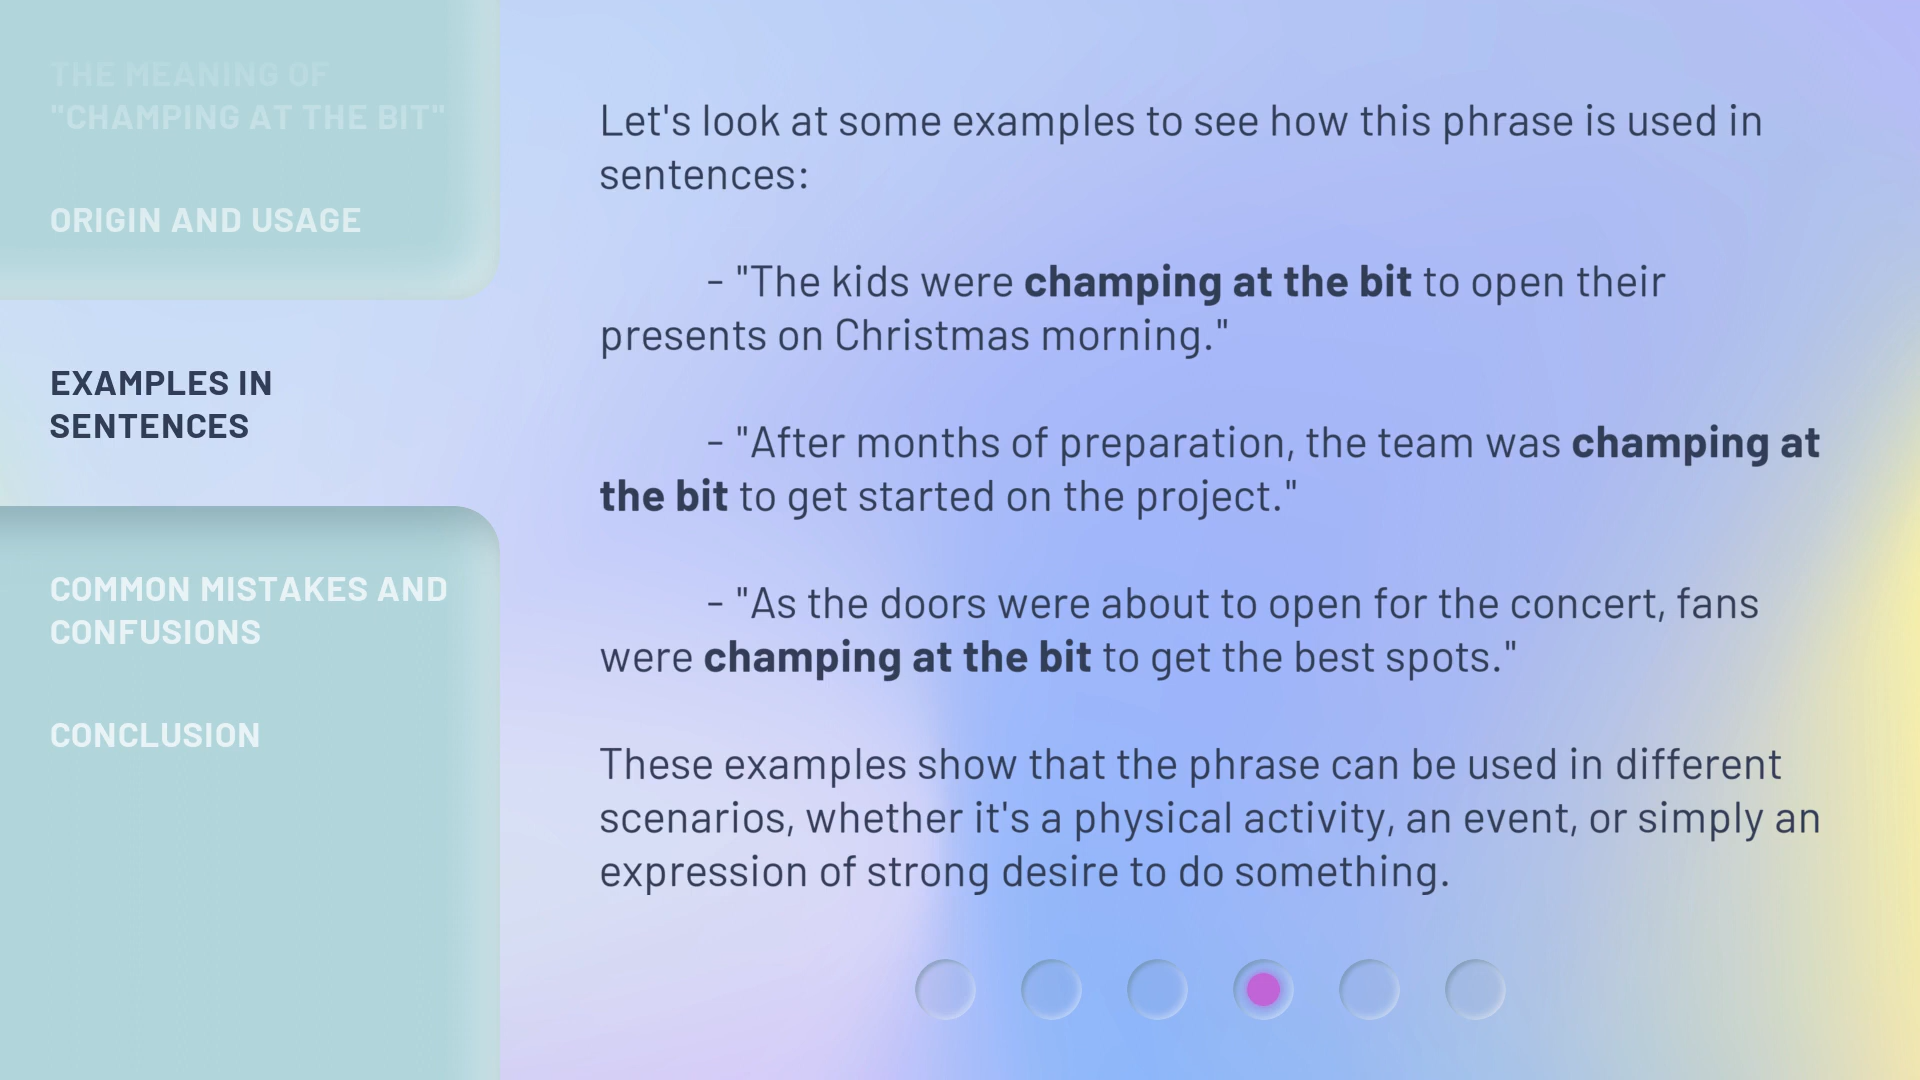 THE MEANING OF
"CHAMPING AT THE BIT"
ORIGIN AND USAGE
EXAMPLES IN
SENTENCES
COMMON MISTAKES AND
CONFUSIONS
CONCLUSION
Let's look at some examples to see how this phrase is used in
sentences:
- "The kids were champing at the bit to open their
presents on Christmas morning."
- "After months of preparation, the team was champing at
the bit to get started on the project."
- "As the doors were about to open for the concert, fans
were champing at the bit to get the best spots."
These examples show that the phrase can be used in different
scenarios, whether it's a physical activity, an event, or simply an
expression of strong desire to do something.